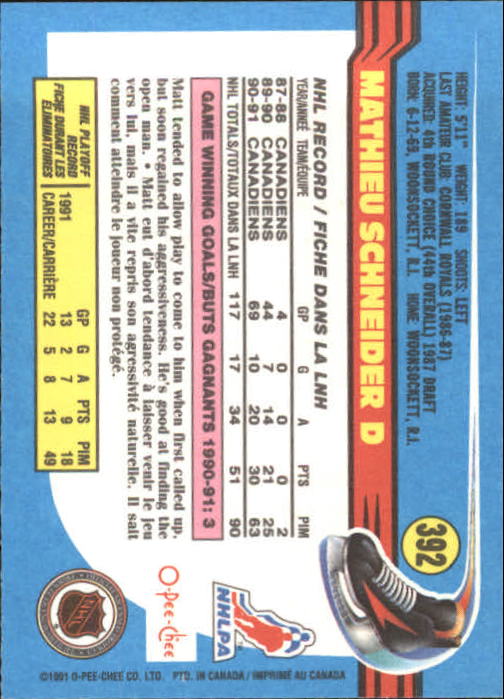 HEIGHT: 5'11" WEIGHT: 189 SHOOTS: LEFT
LAST AMATEUR CLUB: CORNWALL ROYALS (1986-87)
ACQUIRED: 4th ROUND CHOICE (44th OVERALL) 1987 DRAFT
BORN: 6-12-69, WOONSOCKETT, R.I. HOME: WOONSOCKETT, R.I.
MATHIEU SCHNEIDER D
392
NHL RECORD / FICHE DANS LA LNH
YEAR/ANNÉE TEAM/ÉQUIPE GP G A PTS PIM
87-88 CANADIENS 4 0 0 0 2
89-90 CANADIENS 44 7 14 21 25
90-91 CANADIENS 69 10 20 30 63
NHL TOTALS/TOTAUX DANS LA LNH 117 17 34 51 90
GAME WINNING GOALS/BUTS GAGNANTS 1990-91: 3
Matt tended to allow play to come to him when first called up,
but soon regained his aggressiveness. He's good at finding the
open man. • Matt eut d'abord tendance à laisser venir le jeu
vers lui, mais il a vite repris son agressivité naturelle. Il sait
comment atteindre le joueur non protégé.
NHL PLAYOFF RECORD
FICHE DURANT LES ÉLIMINATOIRES
GP G A PTS PIM
1991 13 2 7 9 18
CAREER/CARRIÈRE 22 5 8 13 49
NHLPA
O-Pee-Chee
NHL
©1991 O-PEE-CHEE CO. LTD. PTD. IN CANADA / IMPRIMÉ AU CANADA